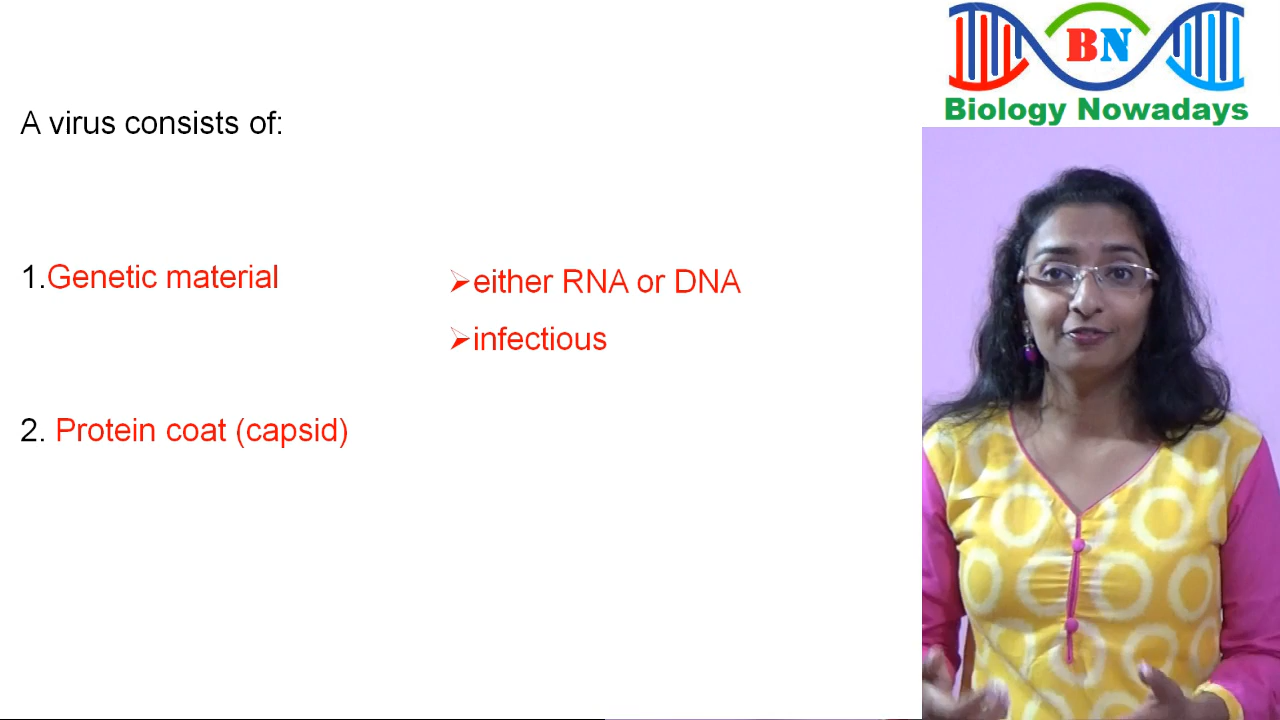 BN
Biology Nowadays
A virus consists of:
1.Genetic material
➢either RNA or DNA
➢infectious
2. Protein coat (capsid)